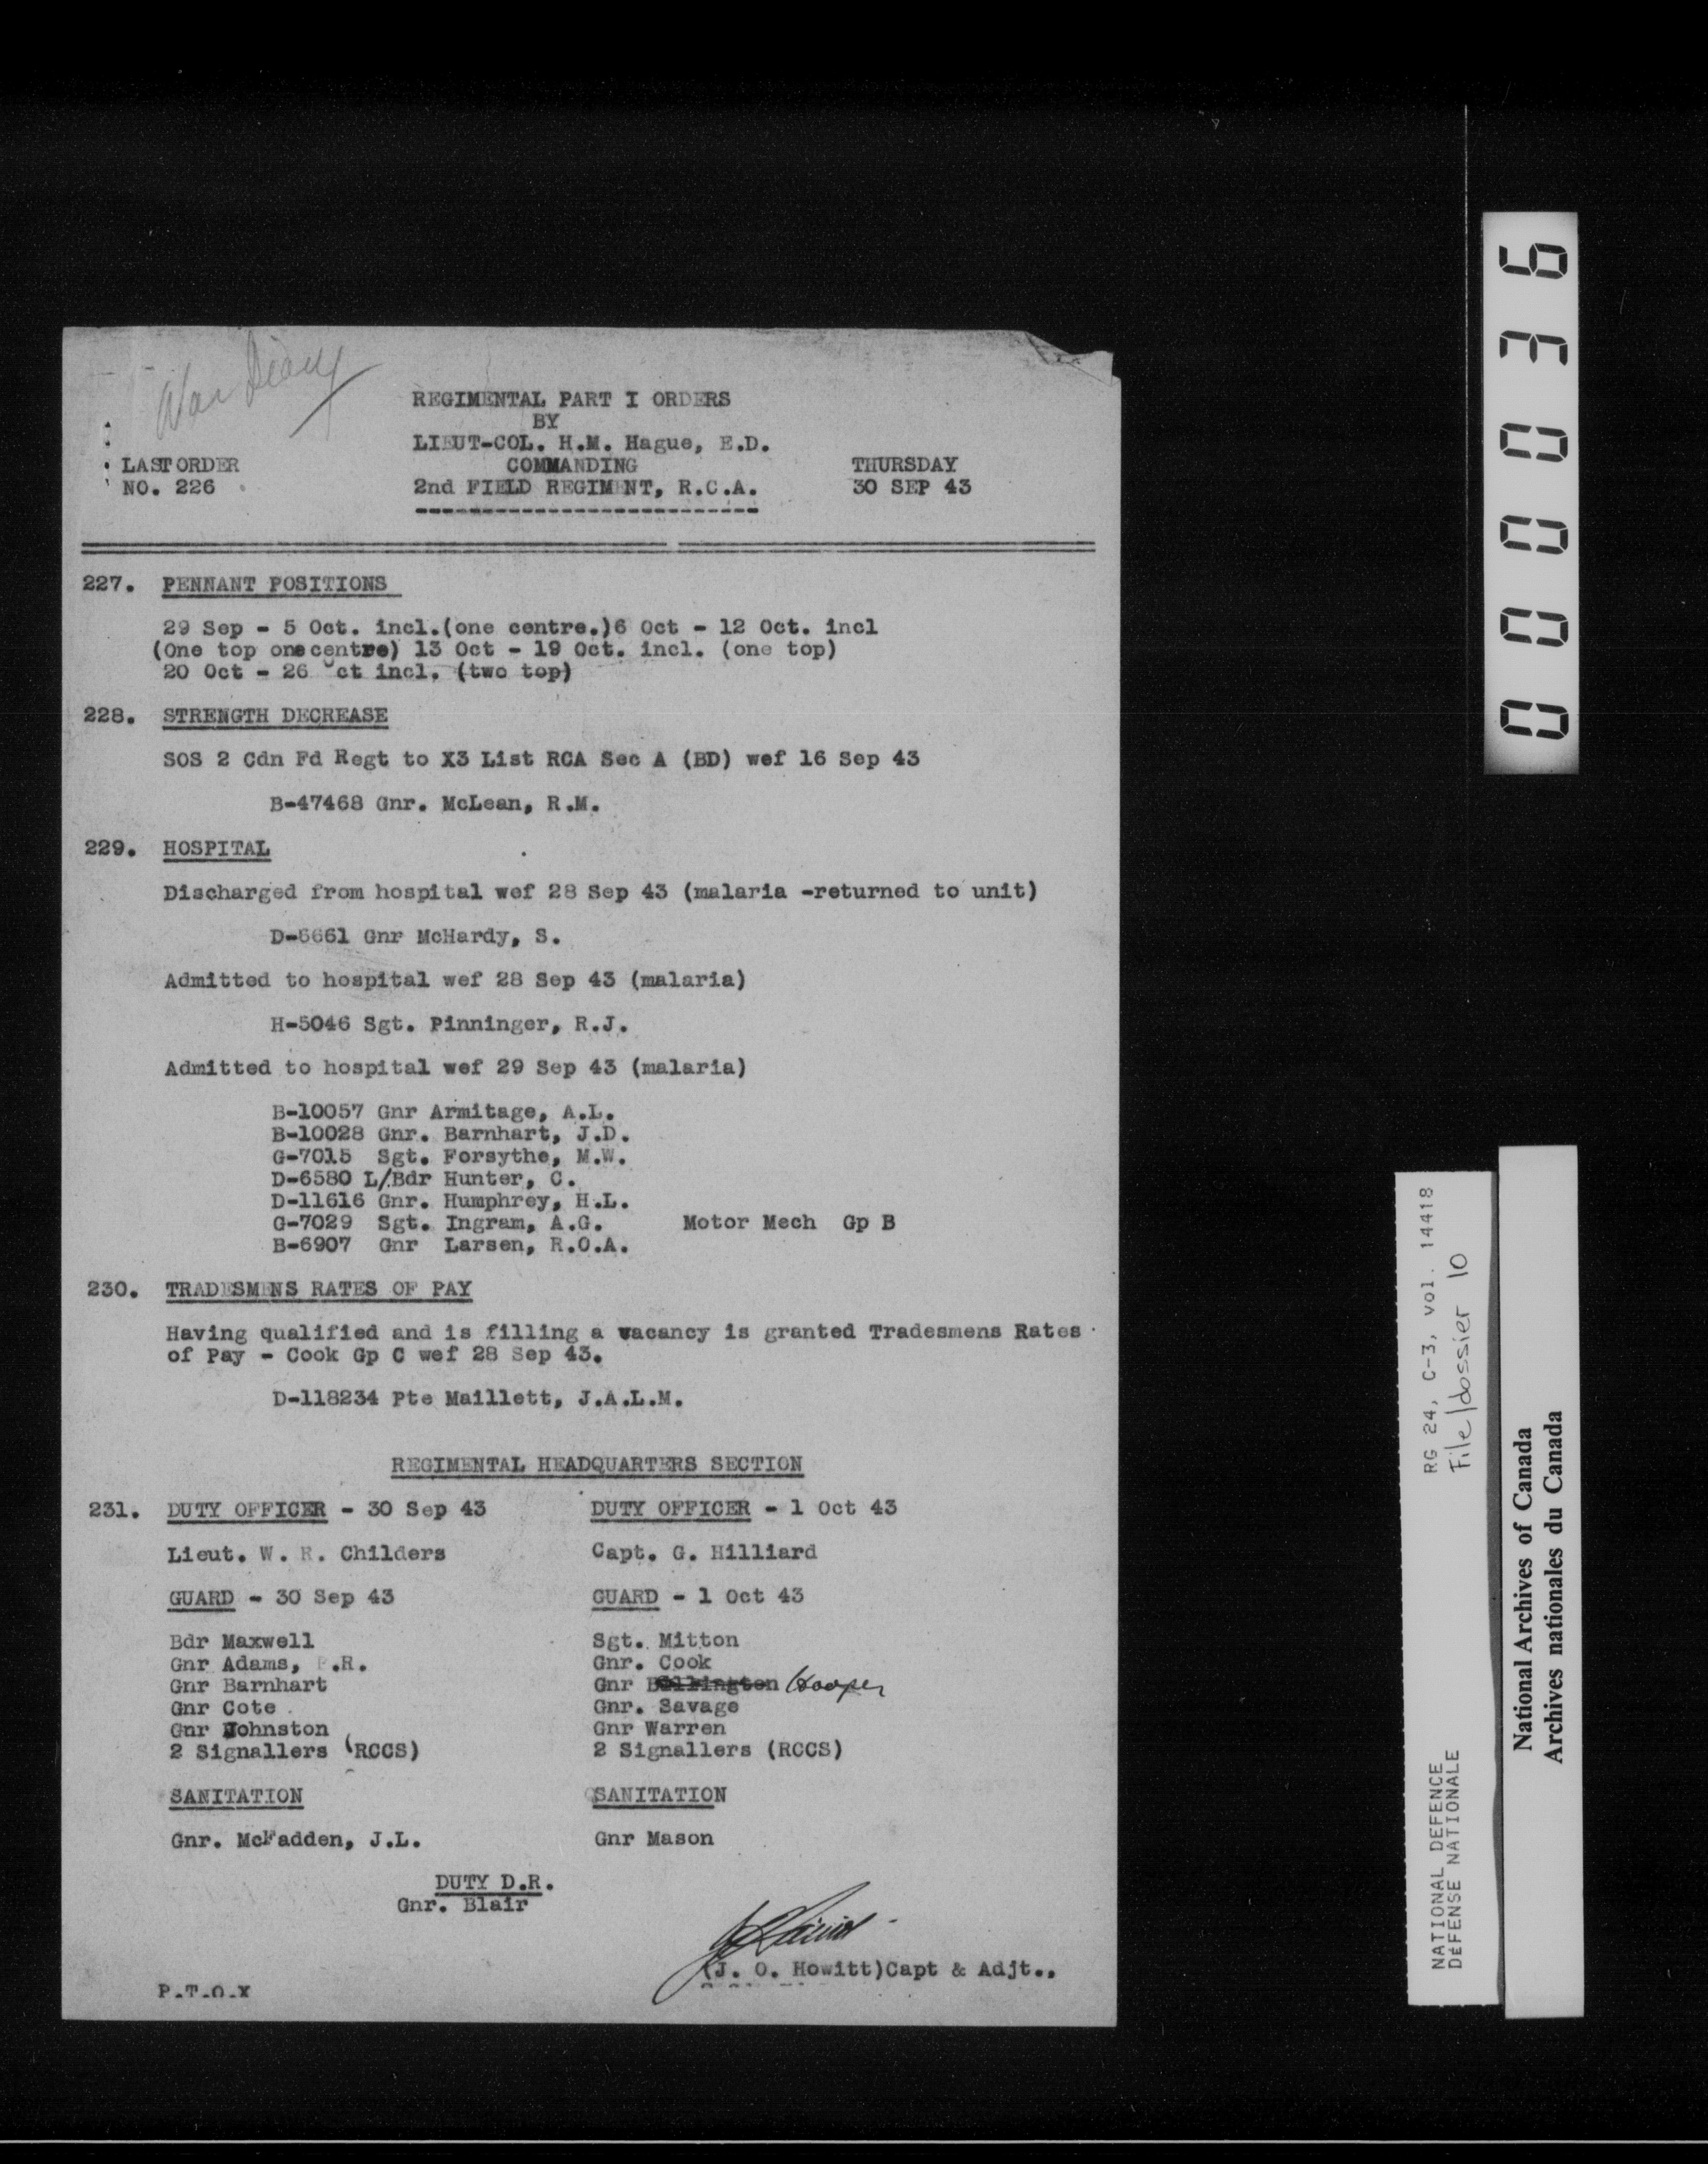 War Diary
REGIMENTAL PART I ORDERS
BY
LIEUT-COL. H.M. Hague, E.D.
LAST ORDER COMMANDING THURSDAY
NO. 226 2nd FIELD REGIMENT, R.C.A. 30 SEP 43
227. PENNANT POSITIONS
29 Sep - 5 Oct. incl.(one centre.)6 Oct - 12 Oct. incl
(One top one centre) 13 Oct - 19 Oct. incl. (one top)
20 Oct - 26 Oct incl. (two top)
228. STRENGTH DECREASE
SOS 2 Cdn Fd Regt to X3 List RCA Sec A (BD) wef 16 Sep 43
B-47468 Gnr. McLean, R.M.
229. HOSPITAL
Discharged from hospital wef 28 Sep 43 (malaria -returned to unit)
Gnr McHardy, S.
Admitted to hospital wef 28 Sep 43 (malaria)
H-5046 Sgt. Pinninger, R.J.
Admitted to hospital wef 29 Sep 43 (malaria)
B-10057 Gnr Armitage, A.L.
B-10028 Gnr. Barnhart, J.D.
G-7015 Sgt. Forsythe, M.W.
D-6580 L/Bdr Hunter, C.
D-11616 Gnr. Humphrey, H.L.
G-7029 Sgt. Ingram, A.G. Motor Mech Gp B
B-6907 Gnr Larsen, R.O.A.
230. TRADESMENS RATES OF PAY
Having qualified and is filling a vacancy is granted Tradesmens Rates
of Pay - Cook Gp C wef 28 Sep 43.
D-118234 Pte Maillett, J.A.L.M.
REGIMENTAL HEADQUARTERS SECTION
231. DUTY OFFICER - 30 Sep 43 DUTY OFFICER - 1 Oct 43
Lieut. W. R. Childers Capt. G. Hilliard
GUARD - 30 Sep 43 GUARD - 1 Oct 43
Bdr Maxwell Sgt. Mitton
Gnr Adams, .R. Gnr. Cook
Gnr Barnhart Gnr Hooper
Gnr Cote Gnr. Savage
Gnr Johnston Gnr Warren
2 Signallers (RCCS) 2 Signallers (RCCS)
SANITATION SANITATION
Gnr. McFadden, J.L. Gnr Mason
DUTY D.R.
Gnr. Blair
(J. O. Howitt)Capt & Adjt.,
P.T.O.X
000036
RG 24, C-3, vol. 14418
File/dossier 10
NATIONAL DEFENCE
DÉFENSE NATIONALE
National Archives of Canada
Archives nationales du Canada